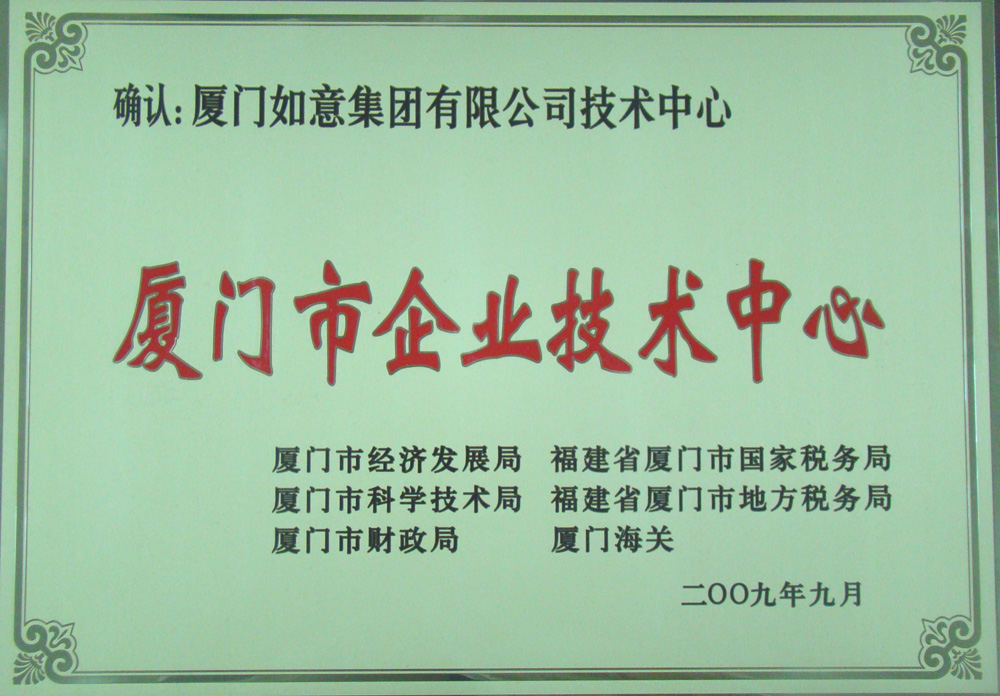 确认:厦门如意集团有限公司技术中心
厦门市企业技术中心
厦门市经济发展局 福建省厦门市国家税务局
厦门市科学技术局 福建省厦门市地方税务局
厦门市财政局 厦门海关
二〇〇九年九月